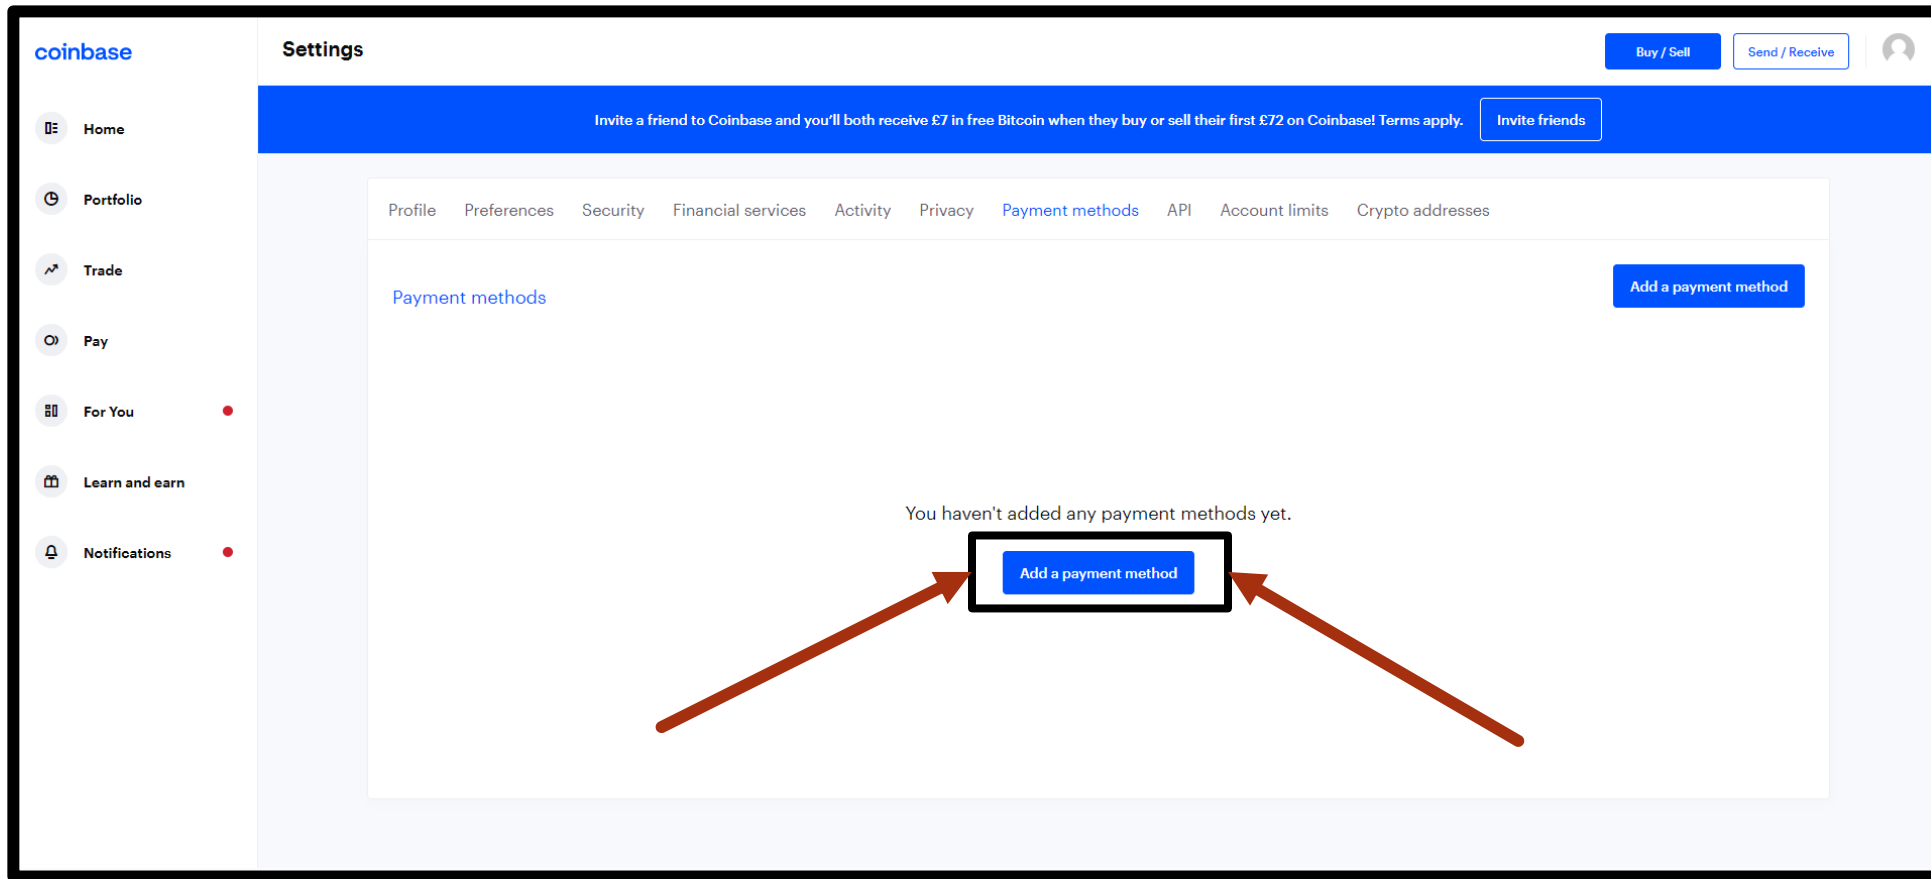 coinbase
Settings
Buy / Sell
Send / Receive
Invite a friend to Coinbase and you'll both receive £7 in free Bitcoin when they buy or sell their first £72 on Coinbase! Terms apply.
Invite friends
Home
Portfolio
Trade
Pay
For You
Learn and earn
Notifications
Profile Preferences Security Financial services Activity Privacy Payment methods API Account limits Crypto addresses
Payment methods
Add a payment method
You haven't added any payment methods yet.
Add a payment method